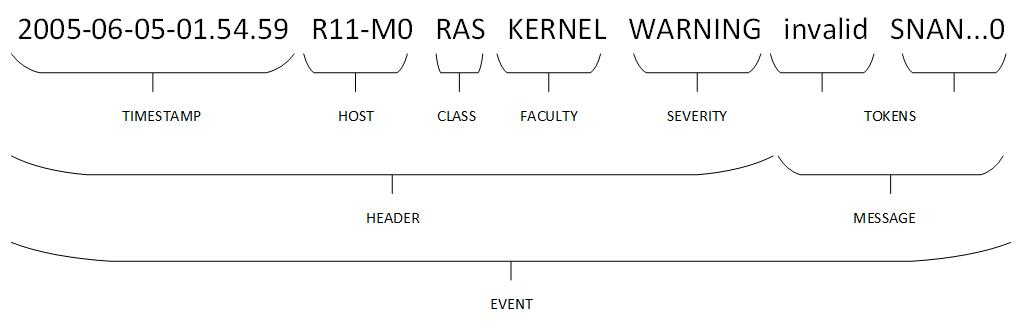 2005-06-05-01.54.59 R11-M0 RAS KERNEL WARNING invalid SNAN...0
TIMESTAMP HOST CLASS FACULTY SEVERITY TOKENS
HEADER MESSAGE
EVENT